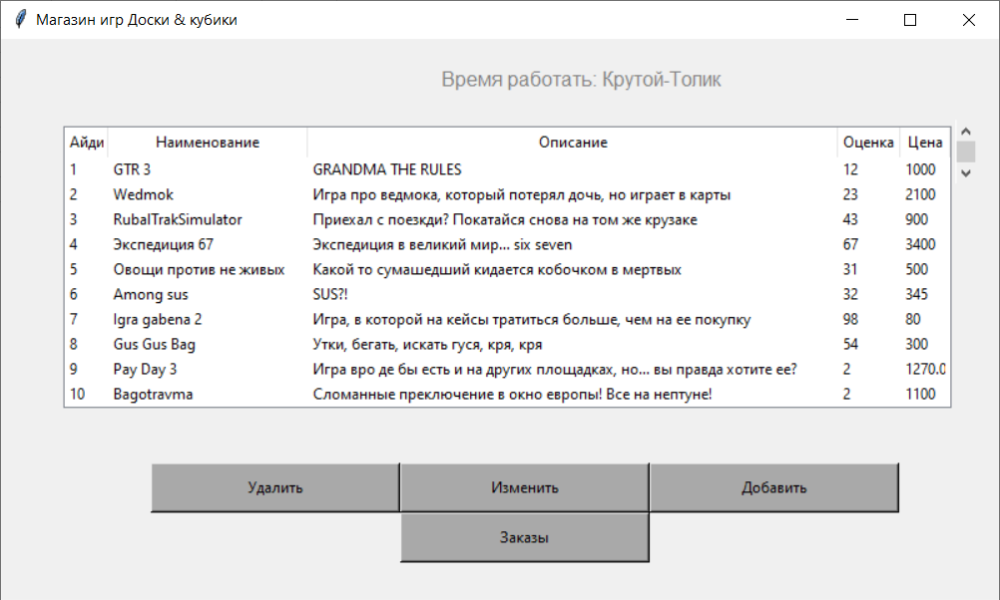 Магазин игр Доски & кубики
Время работать: Крутой-Топик
Айди Наименование Описание Оценка Цена
1 GTR 3 GRANDMA THE RULES 12 1000
2 Wedmok Игра про ведмока, который потерял дочь, но играет в карты 23 2100
3 RubalTrakSimulator Приехал с поезкди? Покатайся снова на том же крузаке 43 900
4 Экспедиция 67 Экспедиция в великий мир... six seven 67 3400
5 Овощи против не живых Какой то сумашедший кидается кобочком в мертвых 31 500
6 Among sus SUS?! 32 345
7 Igra gabena 2 Игра, в которой на кейсы тратиться больше, чем на ее покупку 98 80
8 Gus Gus Bag Утки, бегать, искать гуся, кря, кря 54 300
9 Pay Day 3 Игра вро де бы есть и на других площадках, но... вы правда хотите ее? 2 1270.0
10 Bagotravma Сломанные преключение в окно европы! Все на нептуне! 2 1100
Удалить Изменить Добавить
Заказы